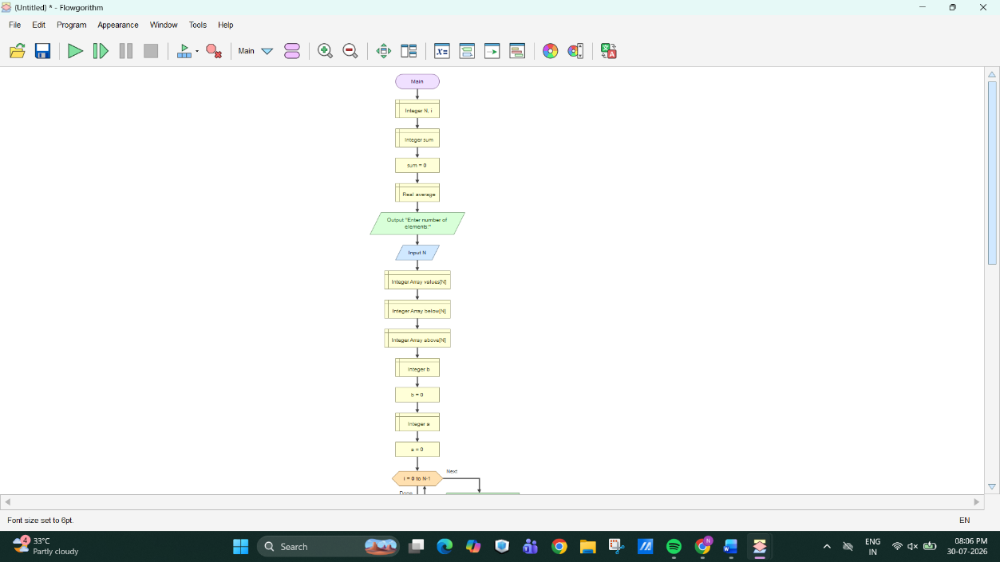 (Untitled) * - Flowgorithm
File Edit Program Appearance Window Tools Help
Main
Main
Integer N, i
Integer sum
sum = 0
Real average
Output "Enter number of
elements:"
Input N
Integer Array values[N]
Integer Array below[N]
Integer Array above[N]
Integer b
b = 0
Integer a
a = 0
Next
i = 0 to N-1
Done
Font size set to 6pt.
EN
4
33°C
Partly cloudy
Search
ENG
IN
08:06 PM
30-07-2026